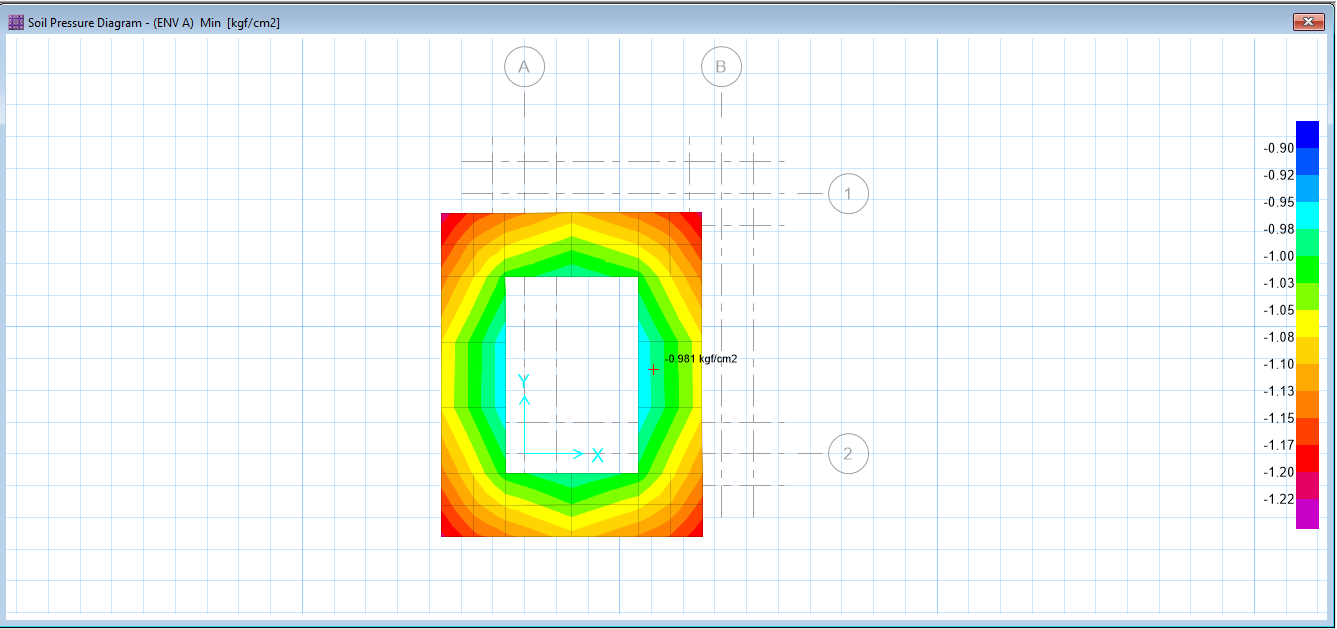 Soil Pressure Diagram - (ENV A) Min [kgf/cm2]
A
B
1
-0.981 kgf/cm2
Y
X
2
-0.90
-0.92
-0.95
-0.98
-1.00
-1.03
-1.05
-1.08
-1.10
-1.13
-1.15
-1.17
-1.20
-1.22